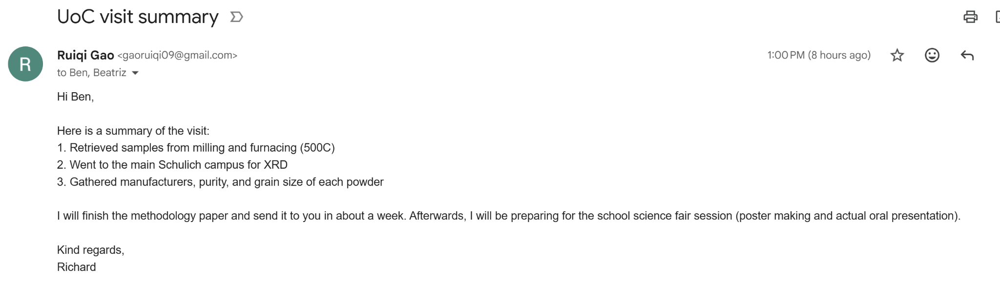 UoC visit summary
Ruiqi Gao <gaoruiqi09@gmail.com>
1:00 PM (8 hours ago)
R
to Ben, Beatriz
Hi Ben,
Here is a summary of the visit:
1. Retrieved samples from milling and furnacing (500C)
2. Went to the main Schulich campus for XRD
3. Gathered manufacturers, purity, and grain size of each powder
I will finish the methodology paper and send it to you in about a week. Afterwards, I will be preparing for the school science fair session (poster making and actual oral presentation).
Kind regards,
Richard